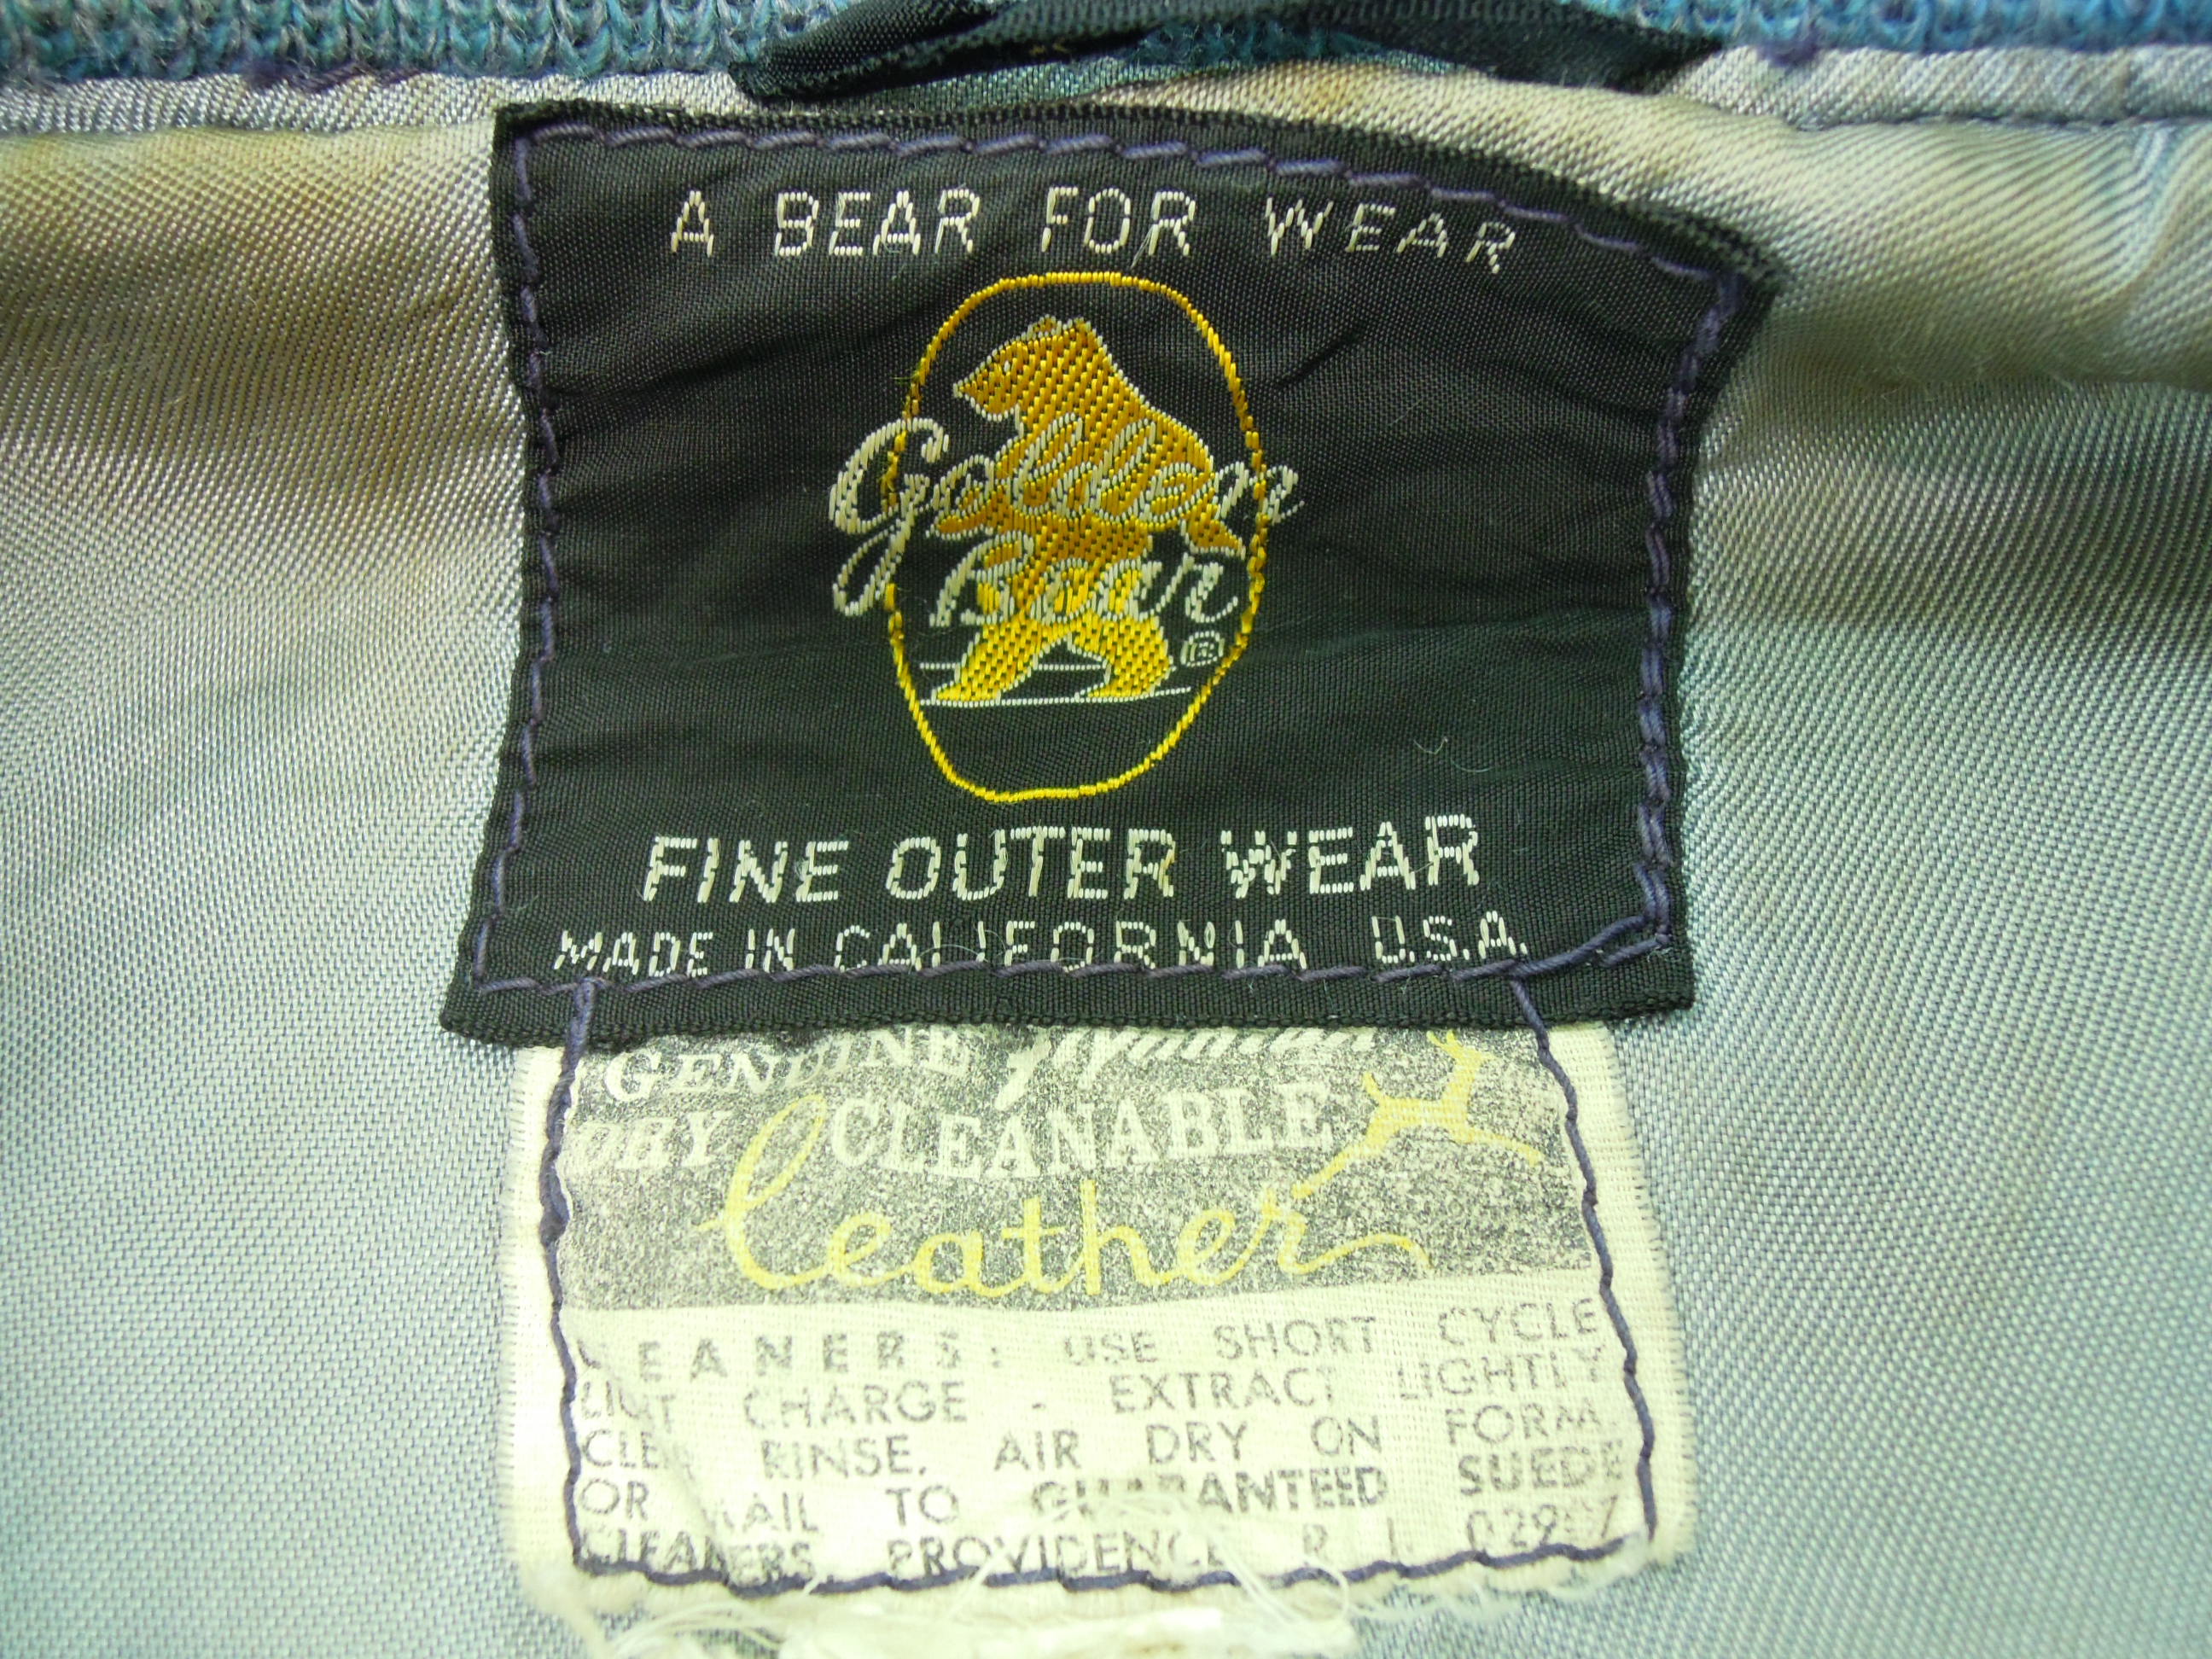 A BEAR FOR WEAR
Golden
Bear ®
FINE OUTER WEAR
MADE IN CALIFORNIA U.S.A.
GENUINE
DRY CLEANABLE
Leather
CLEANERS: USE SHORT CYCLE
LIGHT CHARGE - EXTRACT LIGHTLY
CLEAR RINSE. AIR DRY ON FORM
OR MAIL TO GUARANTEED SUEDE
CLEANERS, PROVIDENCE R I